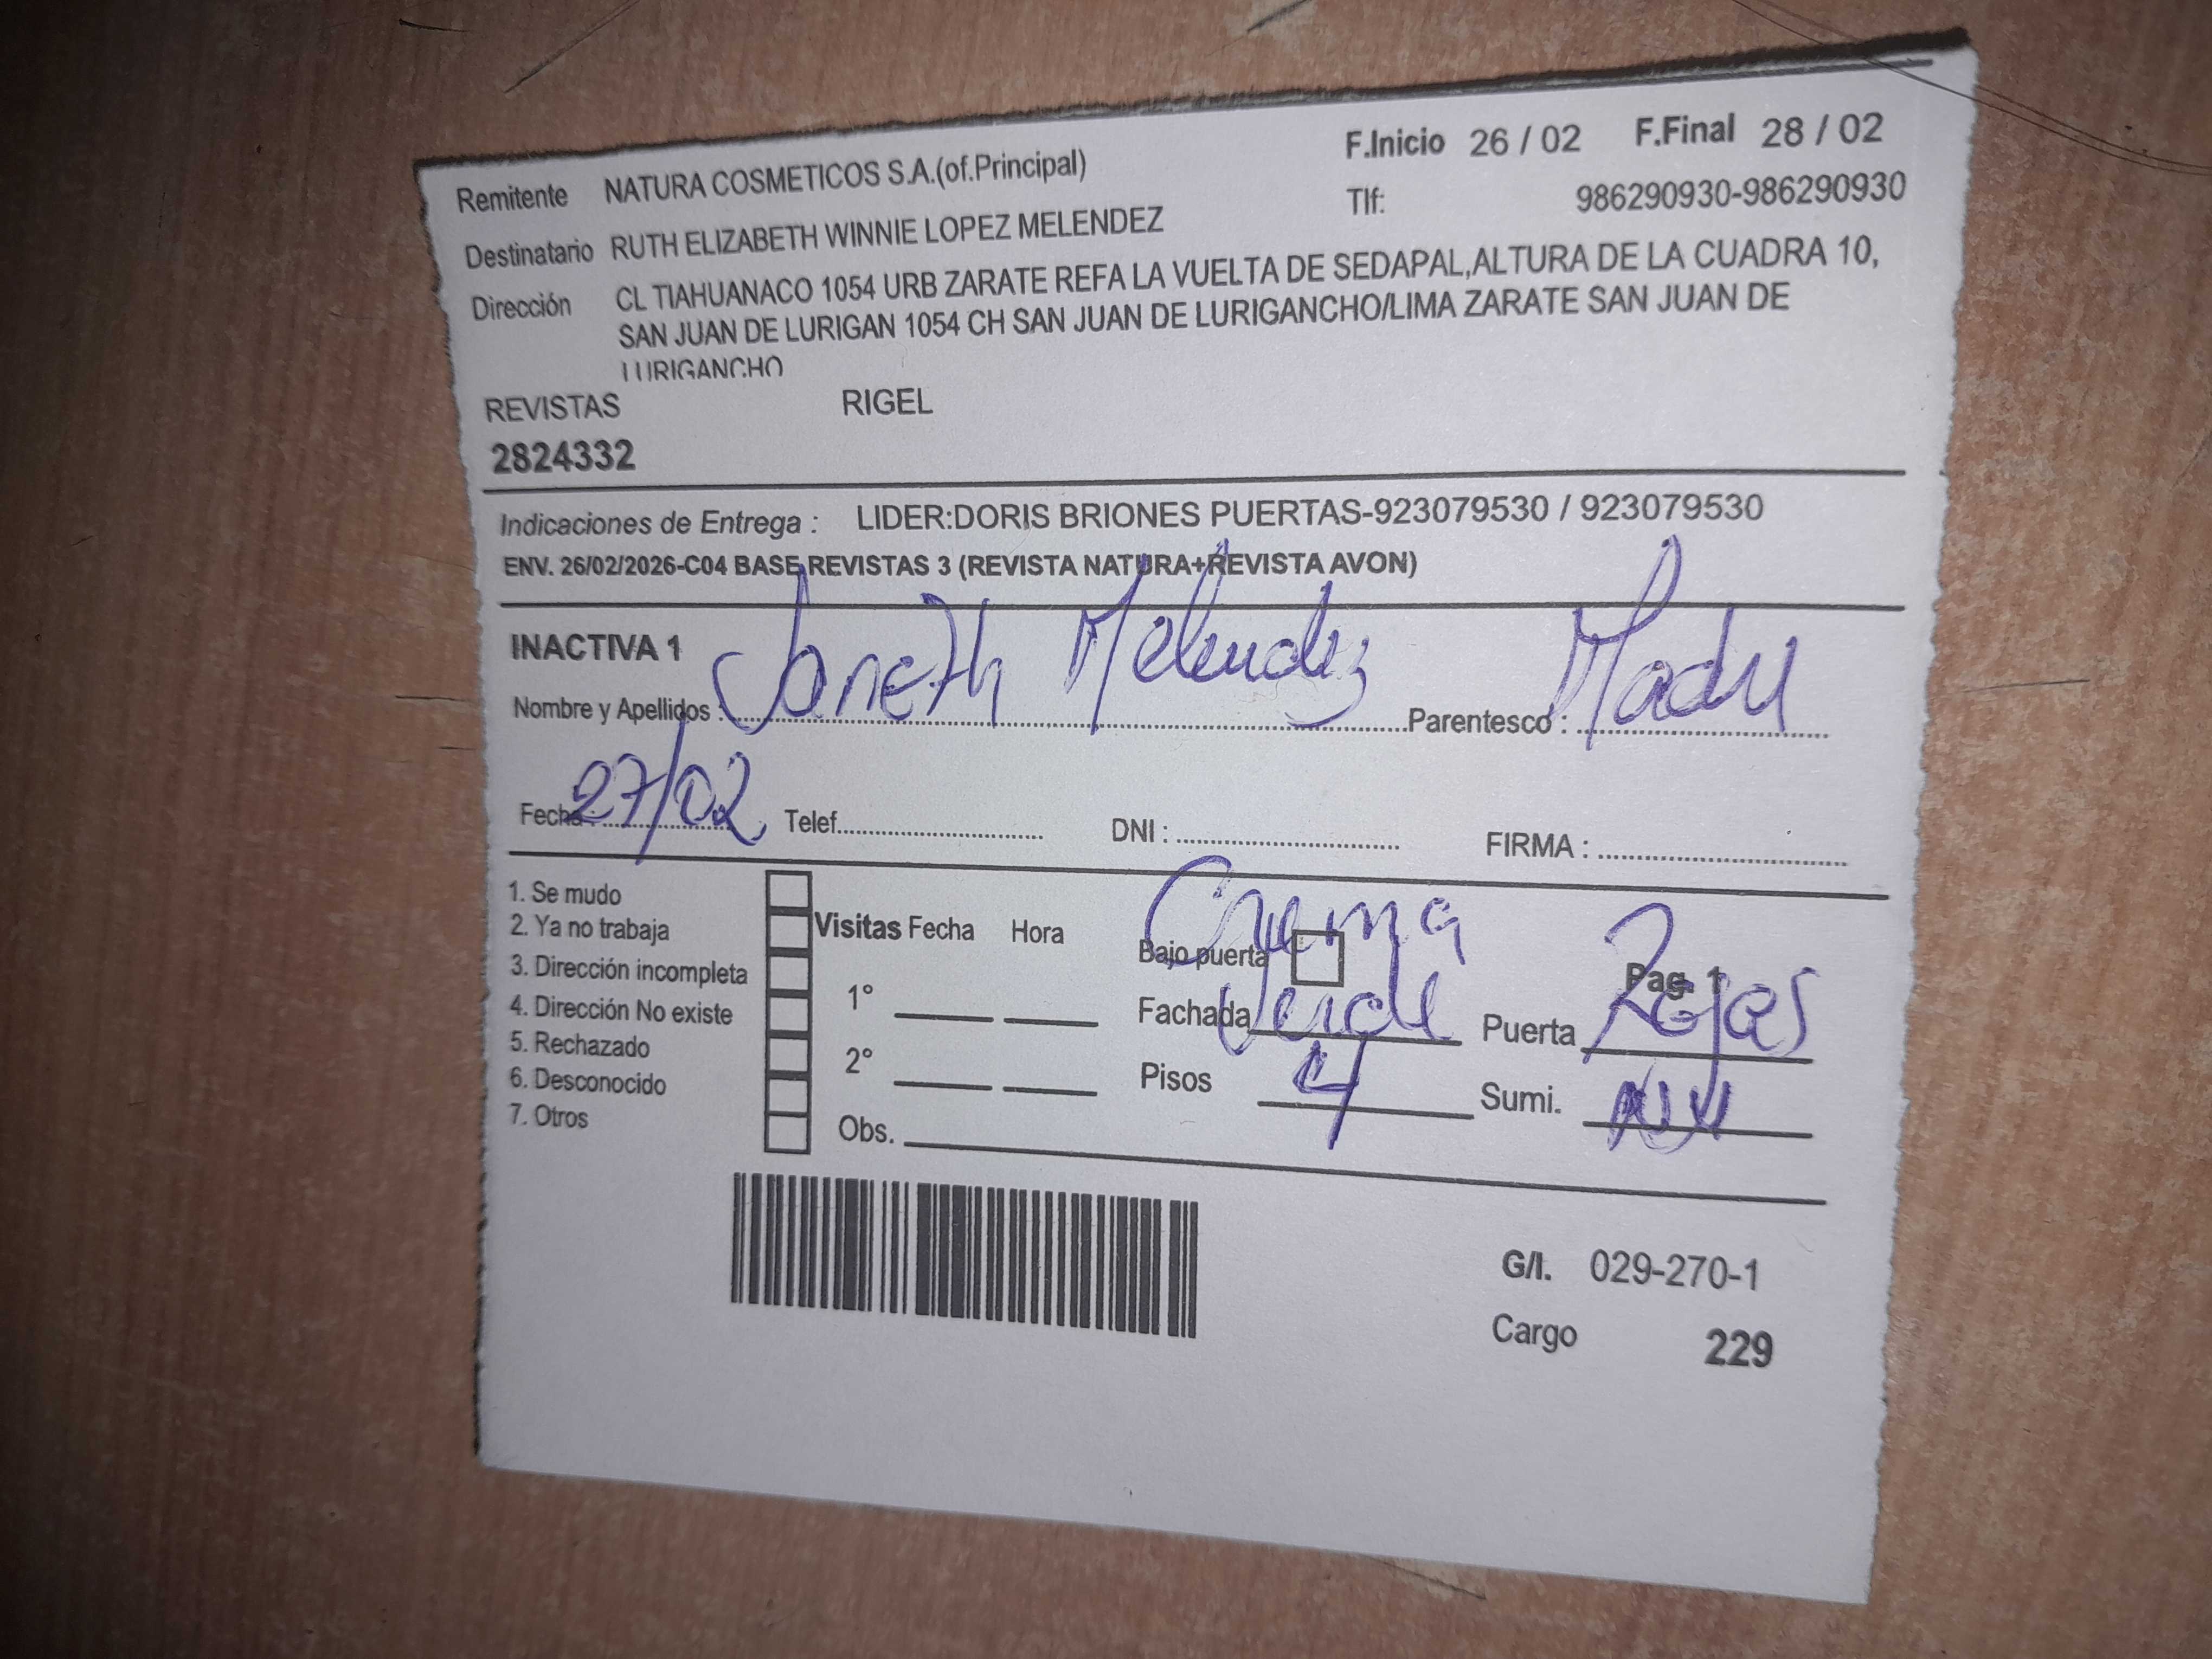 Remitente NATURA COSMETICOS S.A.(of.Principal) F.Inicio 26 / 02 F.Final 28 / 02
Destinatario RUTH ELIZABETH WINNIE LOPEZ MELENDEZ Tlf: 986290930-986290930
Dirección CL TIAHUANACO 1054 URB ZARATE REFA LA VUELTA DE SEDAPAL,ALTURA DE LA CUADRA 10,
SAN JUAN DE LURIGAN 1054 CH SAN JUAN DE LURIGANCHO/LIMA ZARATE SAN JUAN DE
LURIGANCHO
REVISTAS RIGEL
2824332
Indicaciones de Entrega : LIDER:DORIS BRIONES PUERTAS-923079530 / 923079530
ENV. 26/02/2026-C04 BASE REVISTAS 3 (REVISTA NATURA+REVISTA AVON)
INACTIVA 1
Nombre y Apellidos : Janeth Melendez Parentesco : Madre
Fecha : 27/02 Telef. DNI : FIRMA :
1. Se mudo
2. Ya no trabaja
3. Dirección incompleta
4. Dirección No existe
5. Rechazado
6. Desconocido
7. Otros
Visitas Fecha Hora
1°
2°
Obs.
Crema
Bajo puerta Pag. 1
Fachada Verde Puerta Rejas
Pisos 4 Sumi.
G/I. 029-270-1
Cargo 229